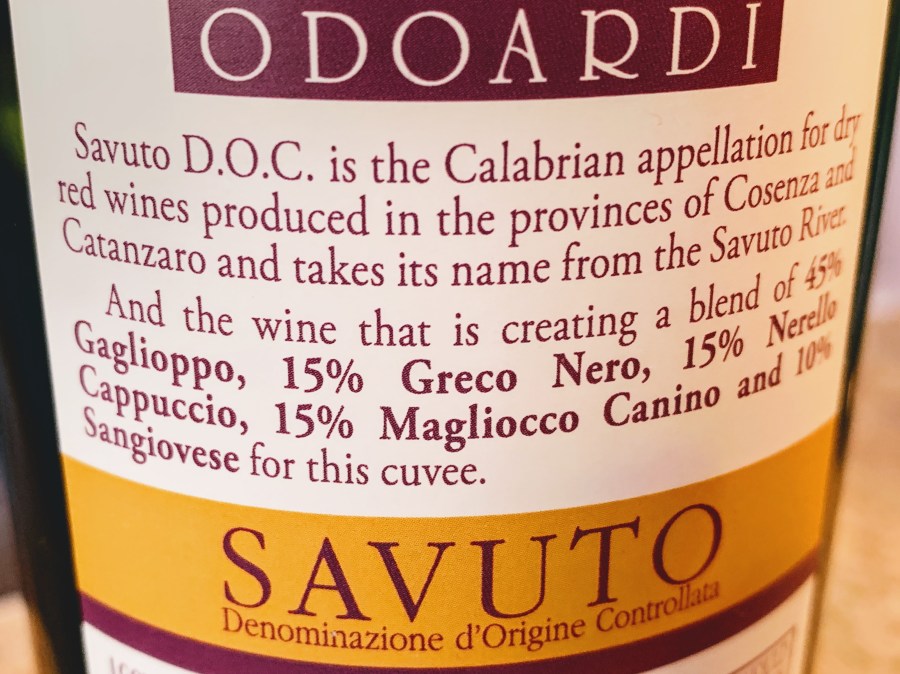 ODOARDI
Savuto D.O.C. is the Calabrian appellation for dry
red wines produced in the provinces of Cosenza and
Catanzaro and takes its name from the Savuto River.
And the wine that is creating a blend of 45%
Gaglioppo, 15% Greco Nero, 15% Nerello
Cappuccio, 15% Magliocco Canino and 10%
Sangiovese for this cuvee.
SAVUTO
Denominazione d'Origine Controllata